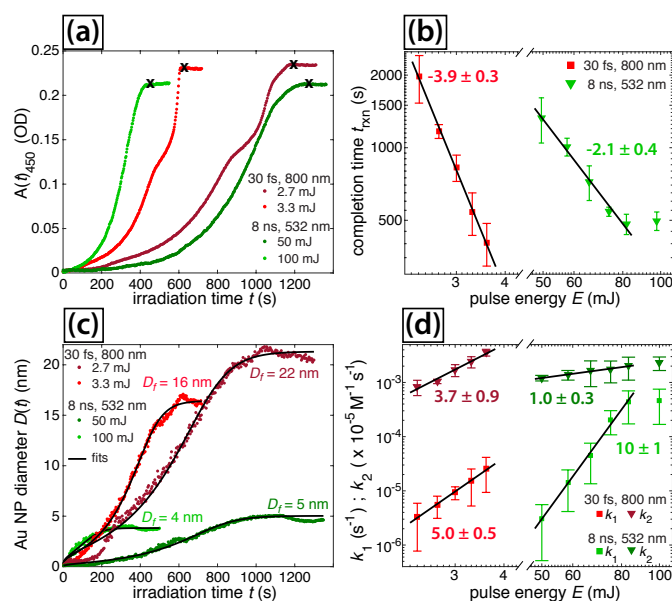 (a)
0.25
0.2
0.15
0.1
0.05
0
A(t450) (OD)
x x x x
30 fs, 800 nm
2.7 mJ
3.3 mJ
8 ns, 532 nm
50 mJ
100 mJ
0 200 400 600 800 1000 1200
irradiation time t (s)
(b)
2000
1500
1000
500
completion time trxn (s)
30 fs, 800 nm
8 ns, 532 nm
-3.9 ± 0.3
-2.1 ± 0.4
3 4 50 60 80 100
pulse energy E (mJ)
(c)
25
20
15
10
5
0
Au NP diameter D(t) (nm)
30 fs, 800 nm
2.7 mJ
3.3 mJ
8 ns, 532 nm
50 mJ
100 mJ
fits
Df = 16 nm
Df = 22 nm
Df = 5 nm
Df = 4 nm
0 200 400 600 800 1000 1200
irradiation time t (s)
(d)
10-3
10-4
10-5
10-6
k1 (s-1) ; k2 ( x 10-5 M-1 s-1)
3.7 ± 0.9
1.0 ± 0.3
5.0 ± 0.5
10 ± 1
30 fs, 800 nm
k1 k2
8 ns, 532 nm
k1 k2
3 4 50 60 80 100
pulse energy E (mJ)